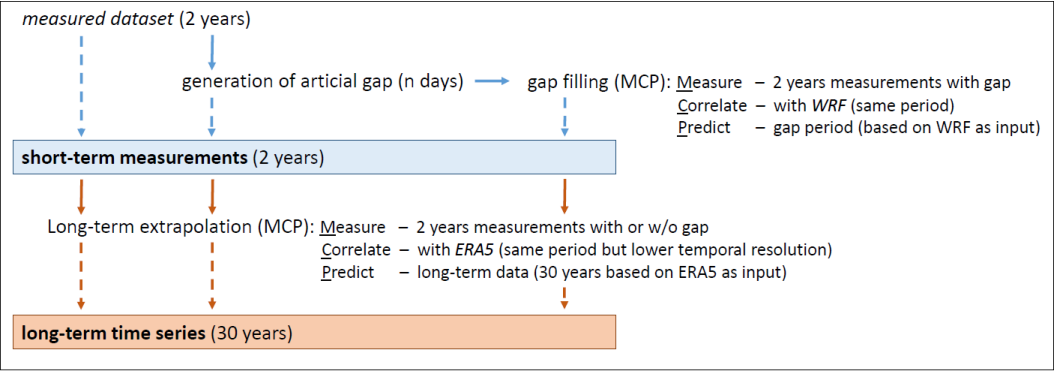 measured dataset (2 years)
generation of articial gap (n days)
gap filling (MCP): Measure – 2 years measurements with gap
Correlate – with WRF (same period)
Predict – gap period (based on WRF as input)
short-term measurements (2 years)
Long-term extrapolation (MCP): Measure – 2 years measurements with or w/o gap
Correlate – with ERA5 (same period but lower temporal resolution)
Predict – long-term data (30 years based on ERA5 as input)
long-term time series (30 years)